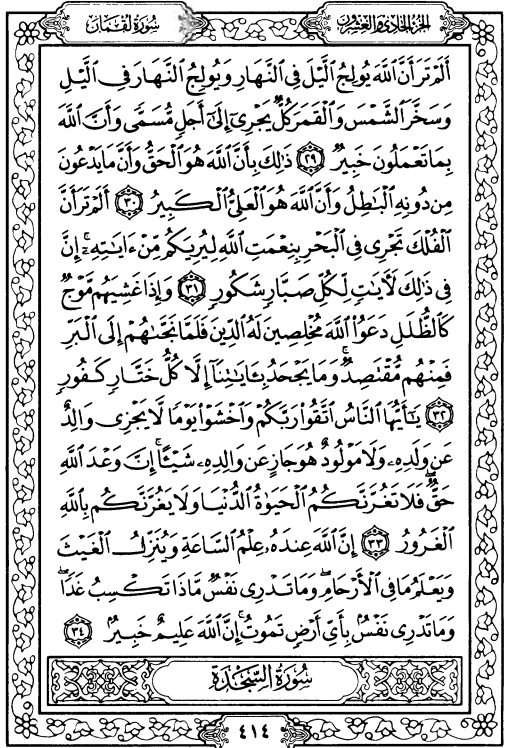 الجزء الحادي والعشرون
سورة لقمان
أَلَمْ تَرَ أَنَّ ٱللَّهَ يُولِجُ ٱلَّيْلَ فِى ٱلنَّهَارِ وَيُولِجُ ٱلنَّهَارَ فِى ٱلَّيْلِ
وَسَخَّرَ ٱلشَّمْسَ وَٱلْقَمَرَ كُلٌّ يَجْرِىٓ إِلَىٰٓ أَجَلٍ مُّسَمًّى وَأَنَّ ٱللَّهَ
بِمَا تَعْمَلُونَ خَبِيرٌ ٢٩ ذَٰلِكَ بِأَنَّ ٱللَّهَ هُوَ ٱلْحَقُّ وَأَنَّ مَا يَدْعُونَ
مِن دُونِهِ ٱلْبَٰطِلُ وَأَنَّ ٱللَّهَ هُوَ ٱلْعَلِىُّ ٱلْكَبِيرُ ٣٠ أَلَمْ تَرَ أَنَّ
ٱلْفُلْكَ تَجْرِى فِى ٱلْبَحْرِ بِنِعْمَتِ ٱللَّهِ لِيُرِيَكُم مِّنْ ءَايَٰتِهِۦٓ ۚ إِنَّ
فِى ذَٰلِكَ لَءَايَٰتٍ لِّكُلِّ صَبَّارٍ شَكُورٍ ٣١ وَإِذَا غَشِيَهُم مَّوْجٌ
كَٱلظُّلَلِ دَعَوُا۟ ٱللَّهَ مُخْلِصِينَ لَهُ ٱلدِّينَ فَلَمَّا نَجَّىٰهُمْ إِلَى ٱلْبَرِّ
فَمِنْهُم مُّقْتَصِدٌ ۚ وَمَا يَجْحَدُ بِـَٔايَٰتِنَآ إِلَّا كُلُّ خَتَّارٍ كَفُورٍ
٣٢ يَٰٓأَيُّهَا ٱلنَّاسُ ٱتَّقُوا۟ رَبَّكُمْ وَٱخْشَوْا۟ يَوْمًا لَّا يَجْزِى وَالِدٌ
عَن وَلَدِهِۦ وَلَا مَوْلُودٌ هُوَ جَازٍ عَن وَالِدِهِۦ شَيْـًٔا ۚ إِنَّ وَعْدَ ٱللَّهِ
حَقٌّ ۖ فَلَا تَغُرَّنَّكُمُ ٱلْحَيَوٰةُ ٱلدُّنْيَا وَلَا يَغُرَّنَّكُم بِٱللَّهِ
ٱلْغَرُورُ ٣٣ إِنَّ ٱللَّهَ عِندَهُۥ عِلْمُ ٱلسَّاعَةِ وَيُنَزِّلُ ٱلْغَيْثَ
وَيَعْلَمُ مَا فِى ٱلْأَرْحَامِ ۖ وَمَا تَدْرِى نَفْسٌ مَّاذَا تَكْسِبُ غَدًا ۖ
وَمَا تَدْرِى نَفْسٌۢ بِأَىِّ أَرْضٍ تَمُوتُ ۚ إِنَّ ٱللَّهَ عَلِيمٌ خَبِيرٌۢ ٣٤
سُورَةُ السَّجْدَةِ
٤١٤